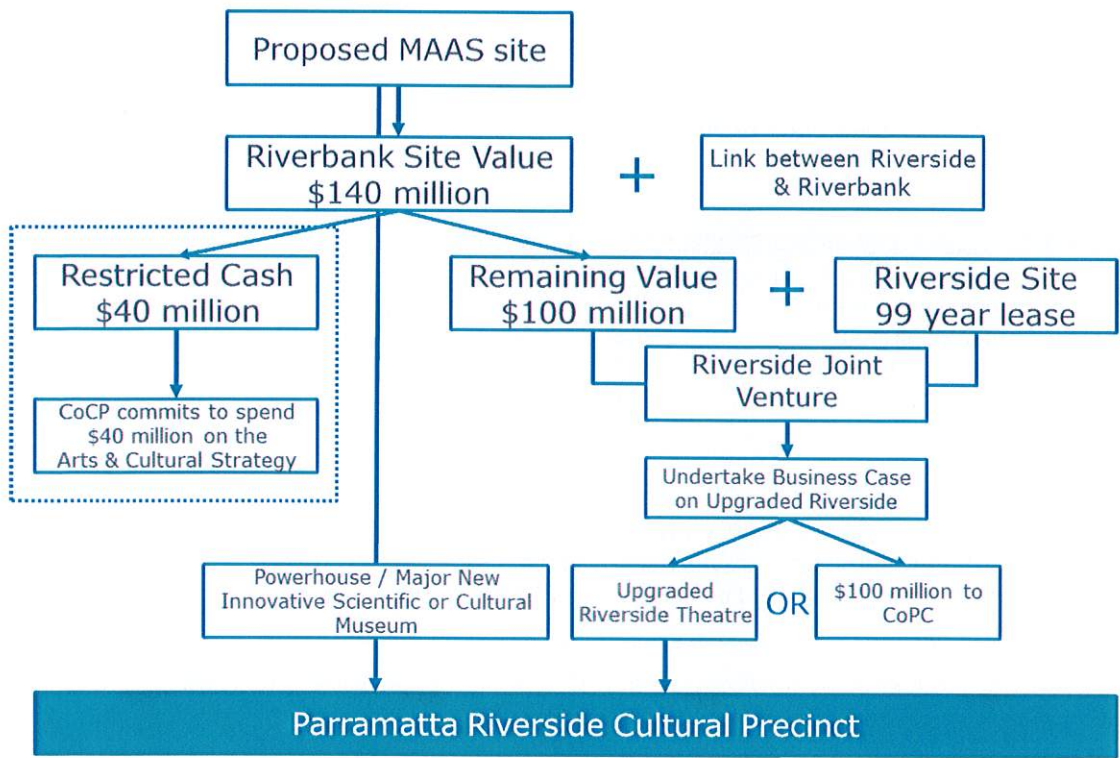 Proposed MAAS site
Riverbank Site Value
$140 million
+
Link between Riverside
& Riverbank
Restricted Cash
$40 million
Remaining Value
$100 million
+
Riverside Site
99 year lease
Riverside Joint
Venture
CoCP commits to spend
$40 million on the
Arts & Cultural Strategy
Undertake Business Case
on Upgraded Riverside
Powerhouse / Major New
Innovative Scientific or Cultural
Museum
Upgraded
Riverside Theatre
OR
$100 million to
CoPC
Parramatta Riverside Cultural Precinct